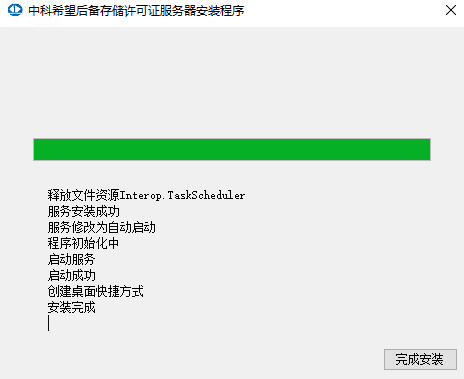 中科希望后备存储许可证服务器安装程序
释放文件资源Interop.TaskScheduler
服务安装成功
服务修改为自动启动
程序初始化中
启动服务
启动成功
创建桌面快捷方式
安装完成
完成安装